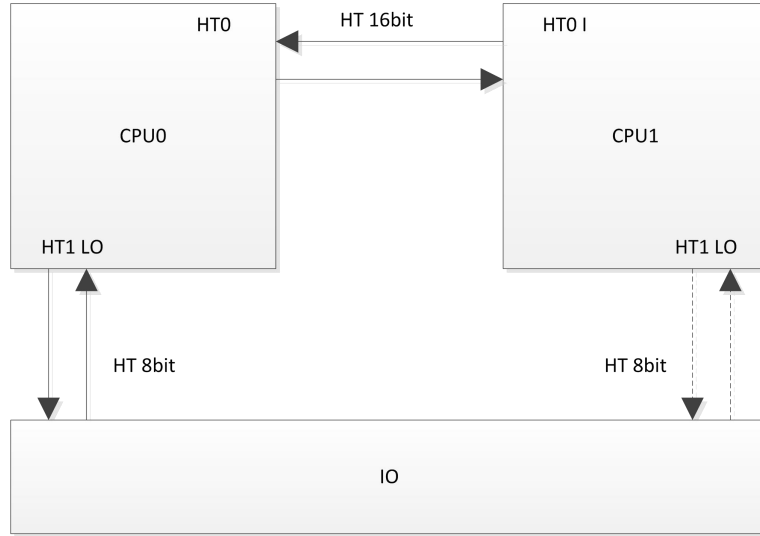 HT0
HT 16bit
HT0 I
CPU0
CPU1
HT1 LO
HT1 LO
HT 8bit
HT 8bit
IO